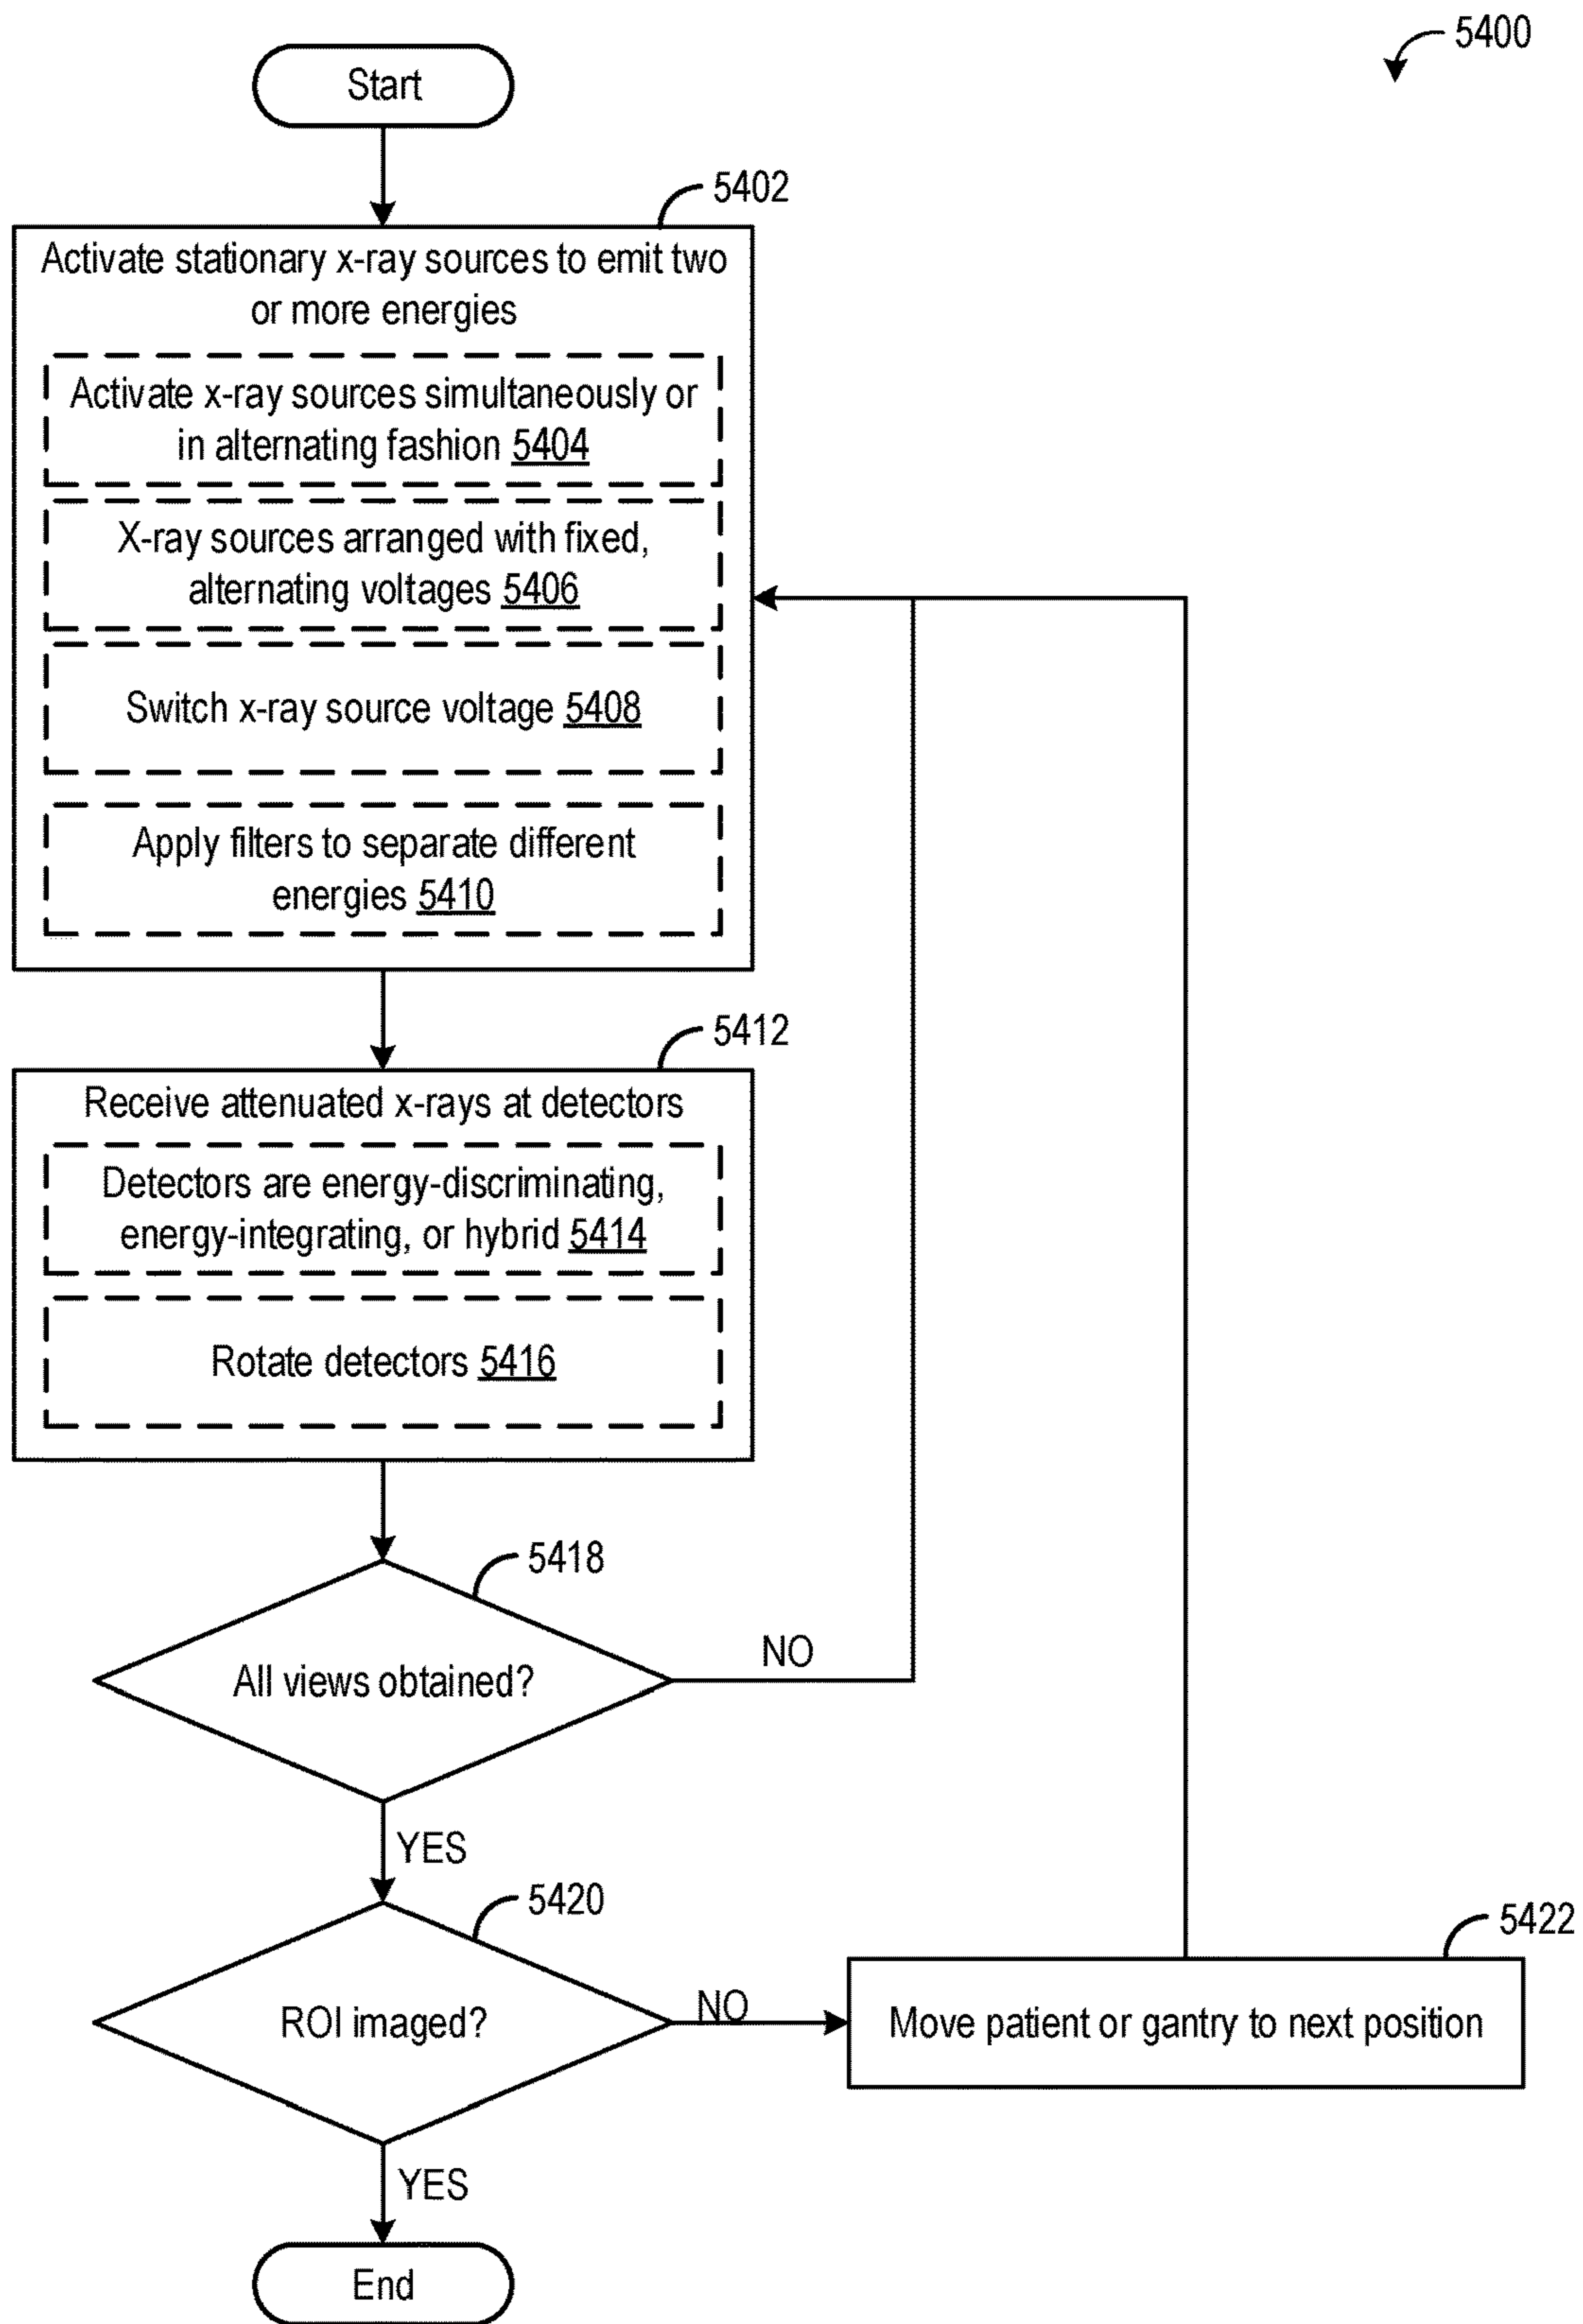 5400
Start
5402
Activate stationary x-ray sources to emit two
or more energies
Activate x-ray sources simultaneously or
in alternating fashion 5404
X-ray sources arranged with fixed,
alternating voltages 5406
Switch x-ray source voltage 5408
Apply filters to separate different
energies 5410
5412
Receive attenuated x-rays at detectors
Detectors are energy-discriminating,
energy-integrating, or hybrid 5414
Rotate detectors 5416
5418
All views obtained?
NO
YES
5420
ROI imaged?
NO
5422
Move patient or gantry to next position
YES
End